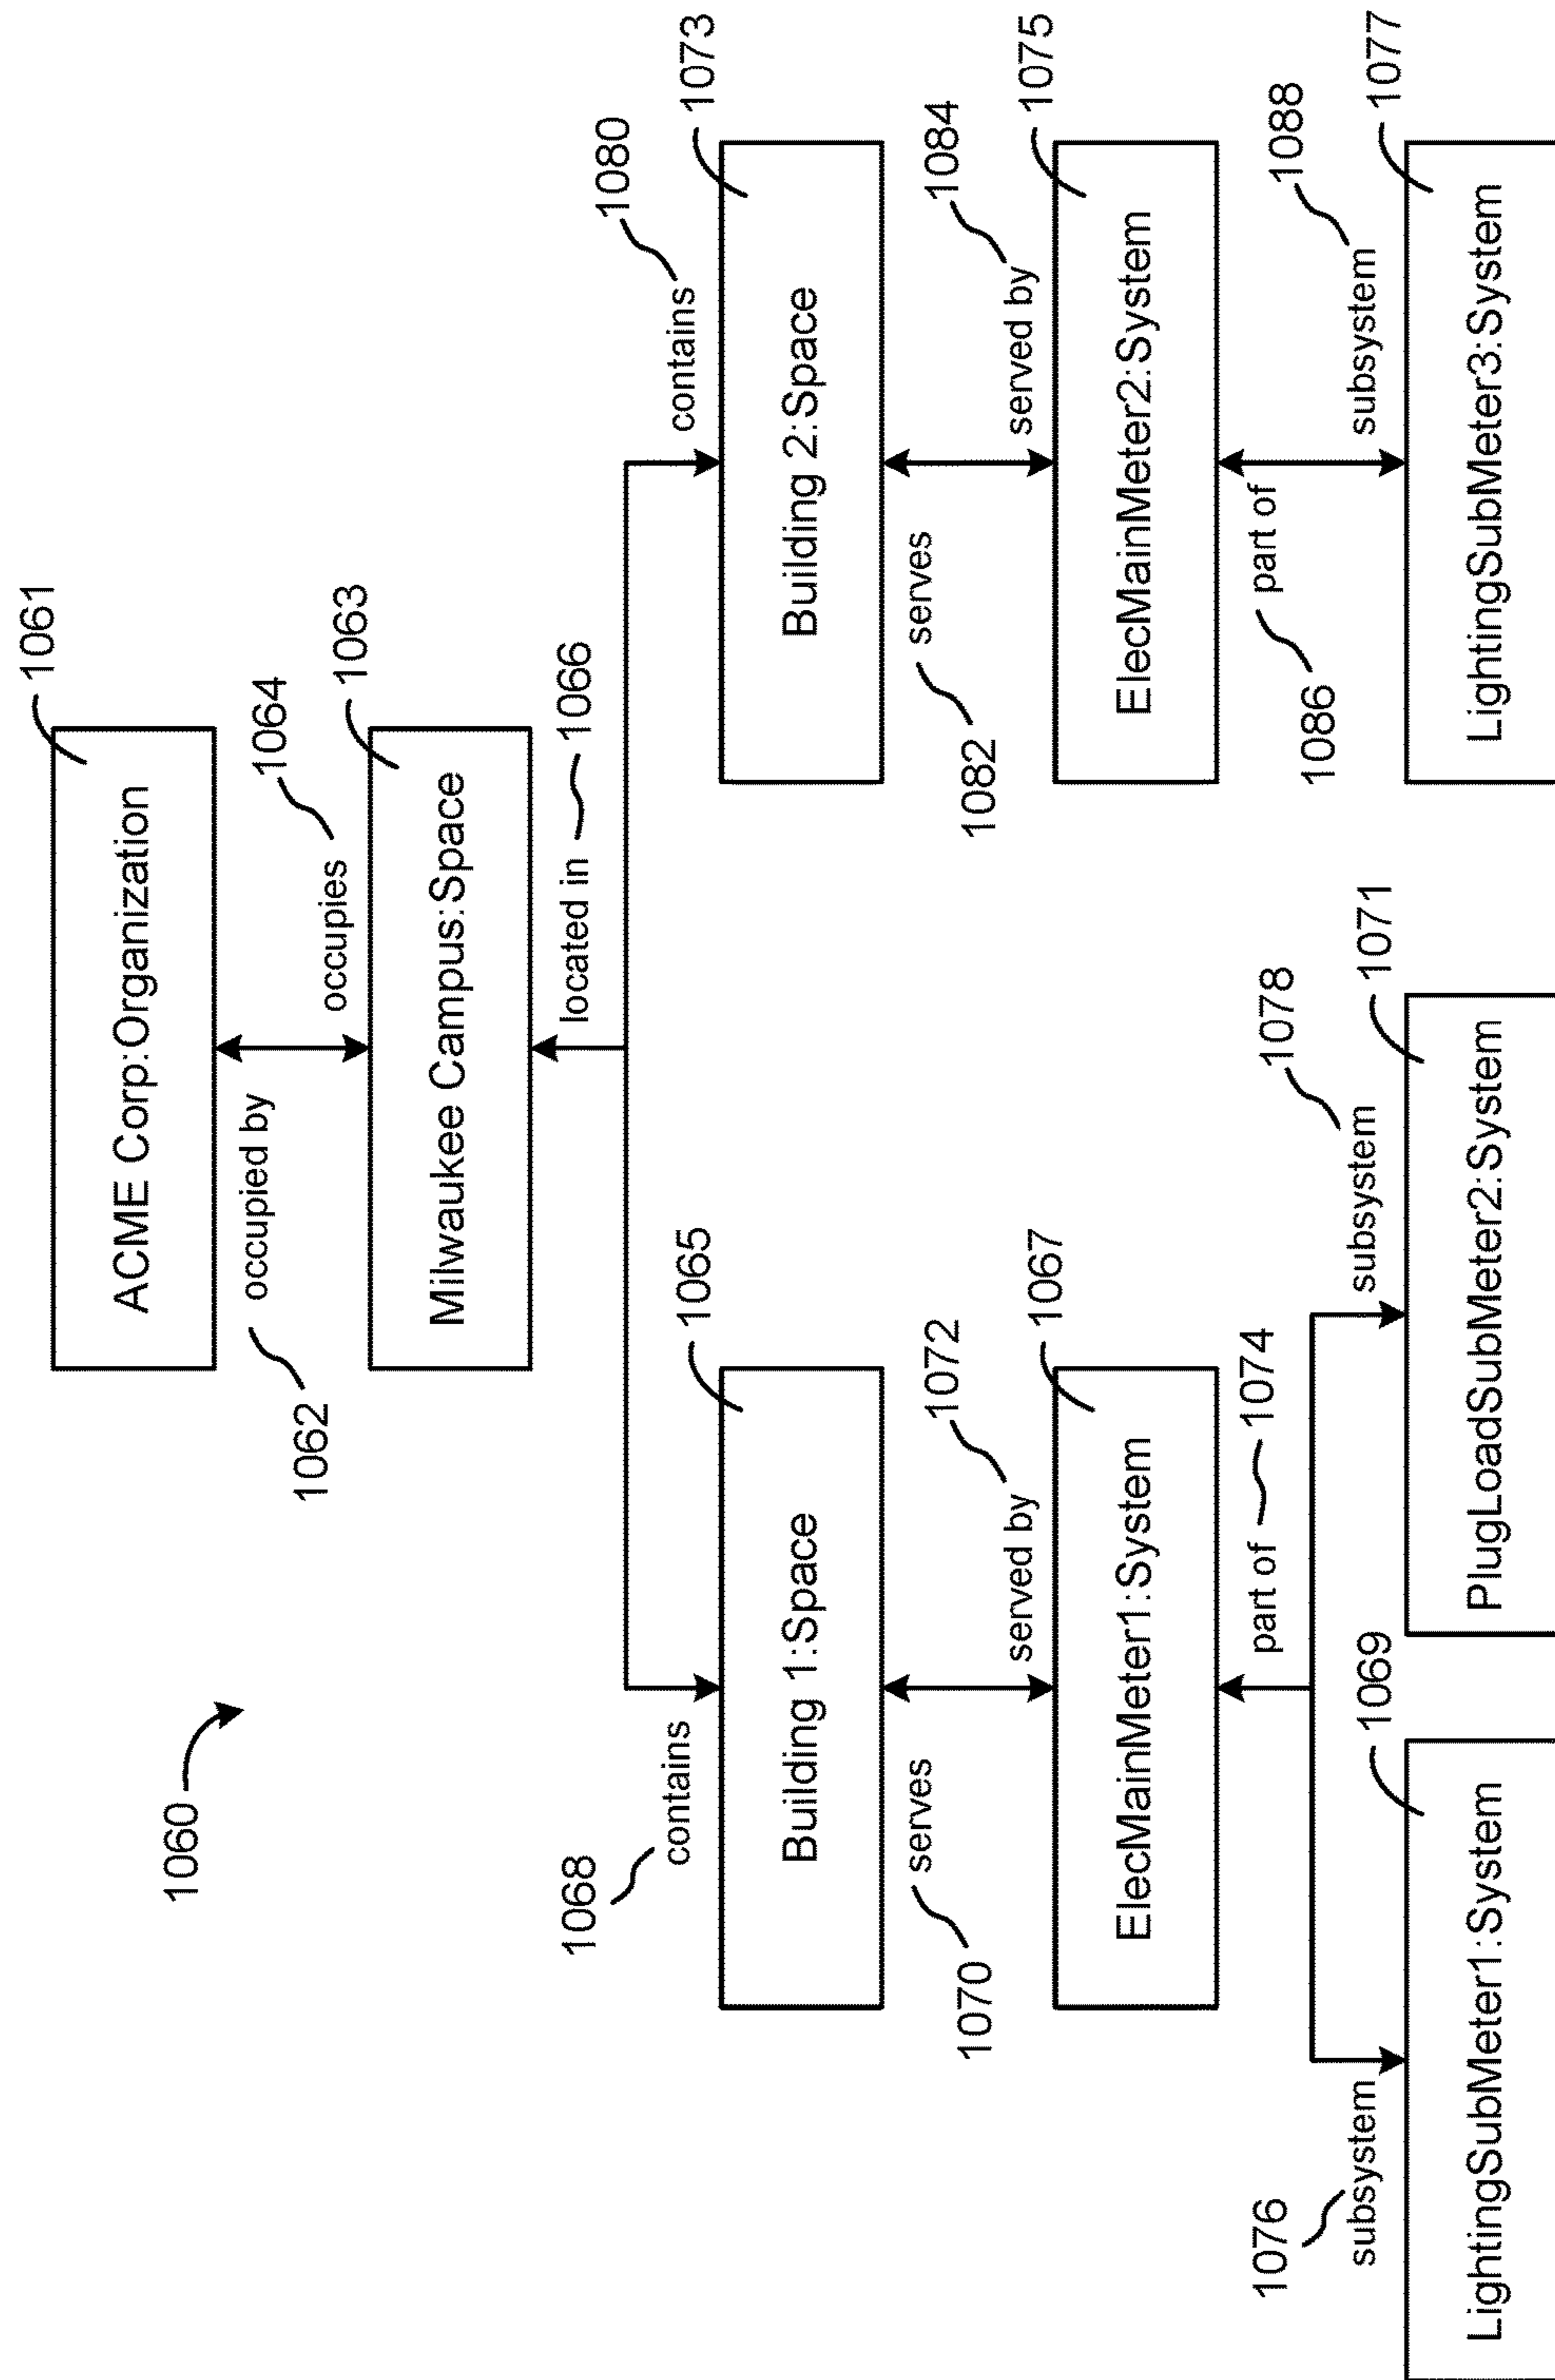 1060
ACME Corp:Organization
1061
1062
occupied by
occupies
1064
Milwaukee Campus:Space
1063
located in
1066
1068
contains
contains
1080
Building 1:Space
1065
Building 2:Space
1073
1070
serves
served by
1072
1082
serves
served by
1084
ElecMainMeter1:System
1067
ElecMainMeter2:System
1075
part of
1074
1086
part of
1076
subsystem
subsystem
1078
subsystem
1088
LightingSubMeter1:System
1069
PlugLoadSubMeter2:System
1071
LightingSubMeter3:System
1077